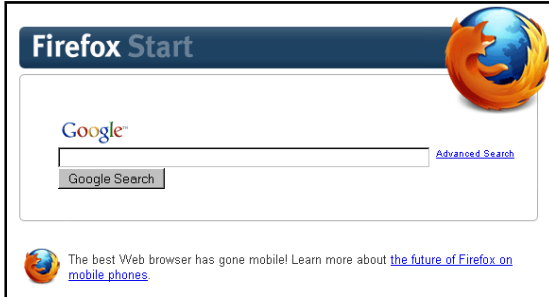 Firefox Start
Google™
Advanced Search
Google Search
The best Web browser has gone mobile! Learn more about the future of Firefox on
mobile phones.